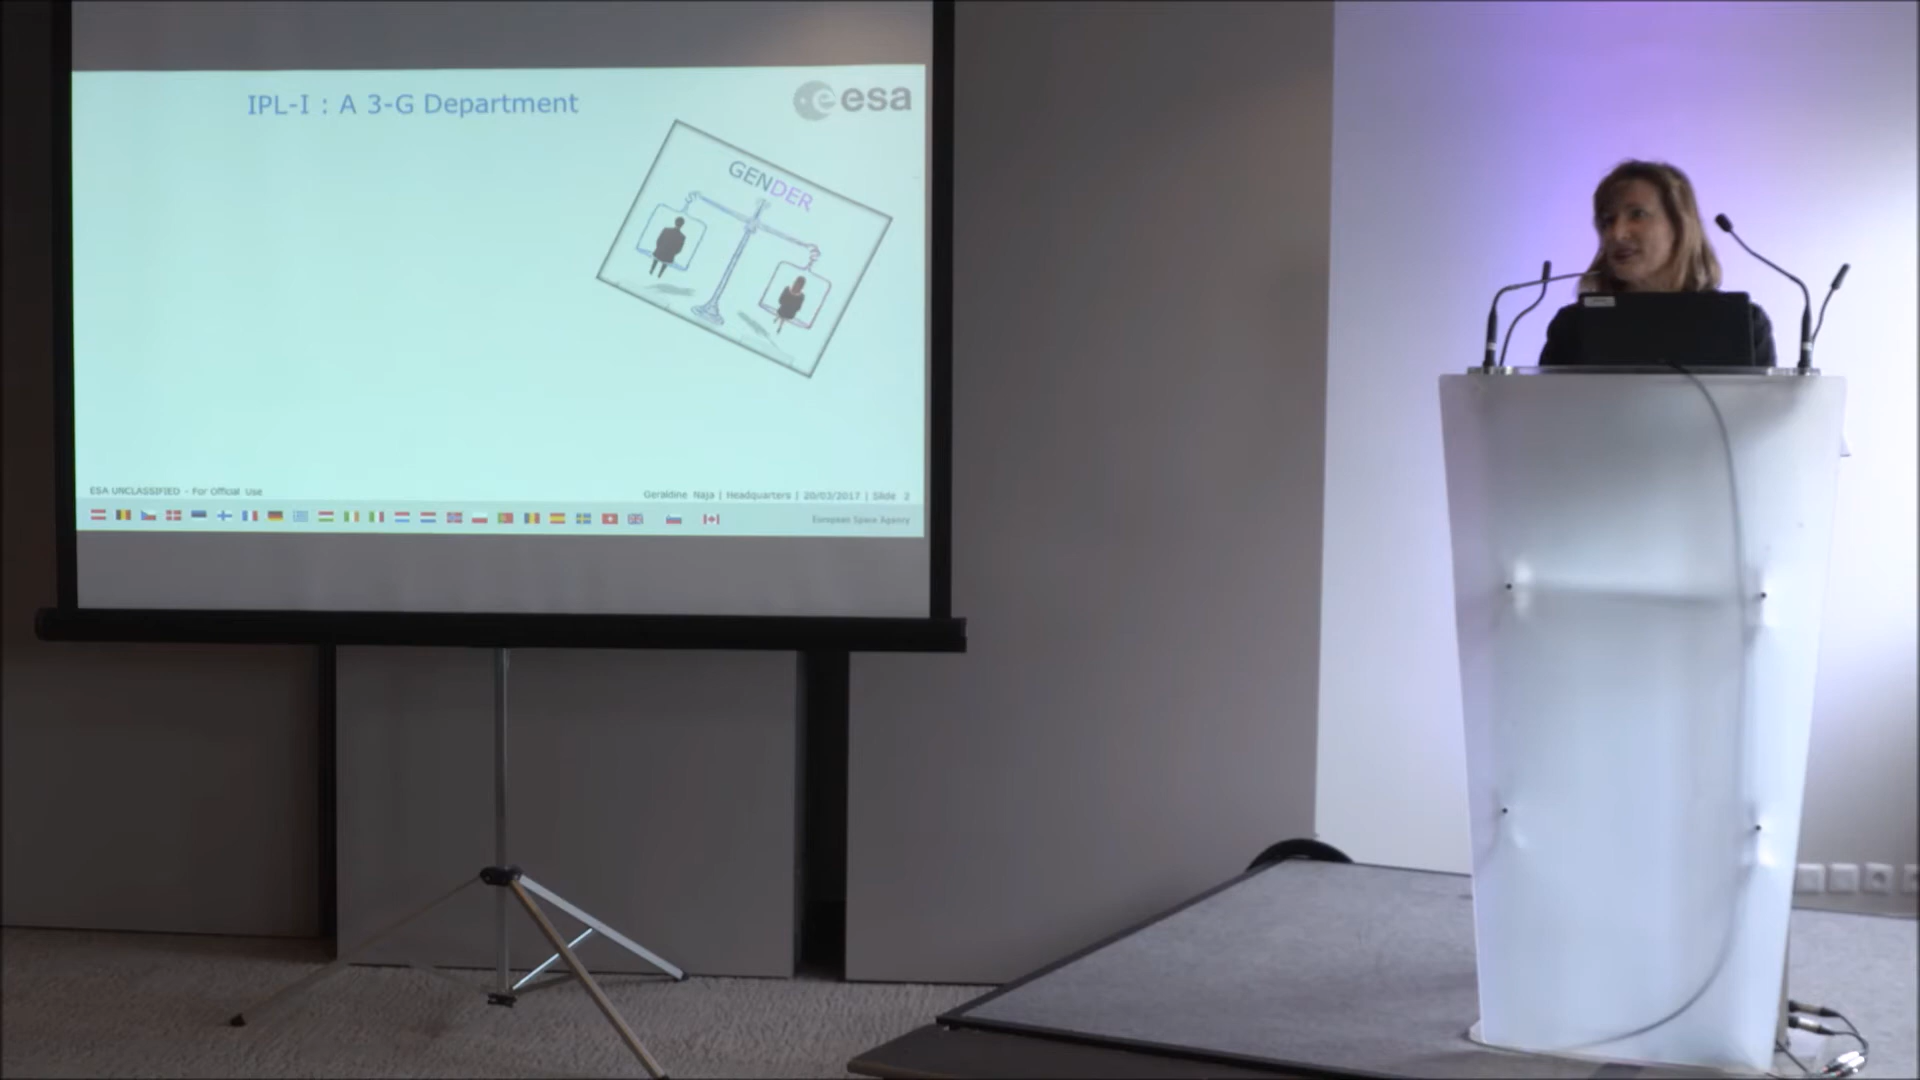 IPL-I : A 3-G Department
esa
GENDER
ESA UNCLASSIFIED - For Official Use
Geraldine Naja | Headquarters | 20/03/2017 | Slide 2
European Space Agency